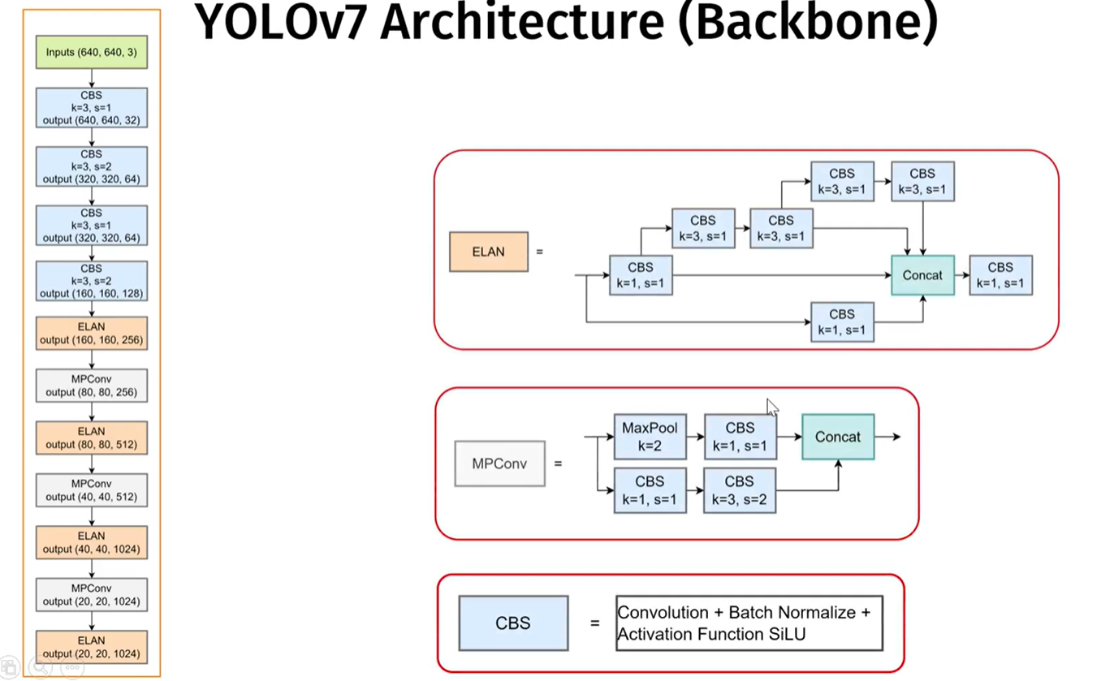 YOLOv7 Architecture (Backbone)
Inputs (640, 640, 3)
CBS
k=3, s=1
output (640, 640, 32)
CBS
k=3, s=2
output (320, 320, 64)
CBS
k=3, s=1
output (320, 320, 64)
CBS
k=3, s=2
output (160, 160, 128)
ELAN
output (160, 160, 256)
MPConv
output (80, 80, 256)
ELAN
output (80, 80, 512)
MPConv
output (40, 40, 512)
ELAN
output (40, 40, 1024)
MPConv
output (20, 20, 1024)
ELAN
output (20, 20, 1024)
ELAN
=
CBS
k=1, s=1
CBS
k=3, s=1
CBS
k=3, s=1
CBS
k=3, s=1
CBS
k=3, s=1
CBS
k=1, s=1
Concat
CBS
k=1, s=1
MPConv
=
MaxPool
k=2
CBS
k=1, s=1
CBS
k=1, s=1
CBS
k=3, s=2
Concat
CBS
=
Convolution + Batch Normalize +
Activation Function SiLU